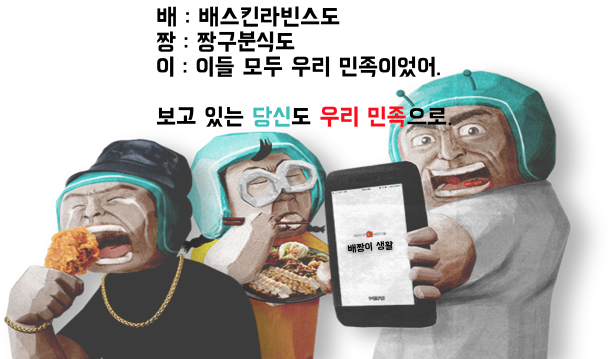 배 : 배스킨라빈스도
짱 : 짱구분식도
이 : 이들 모두 우리 민족이었어.
보고 있는 당신도 우리 민족으로.
배짱이 생활